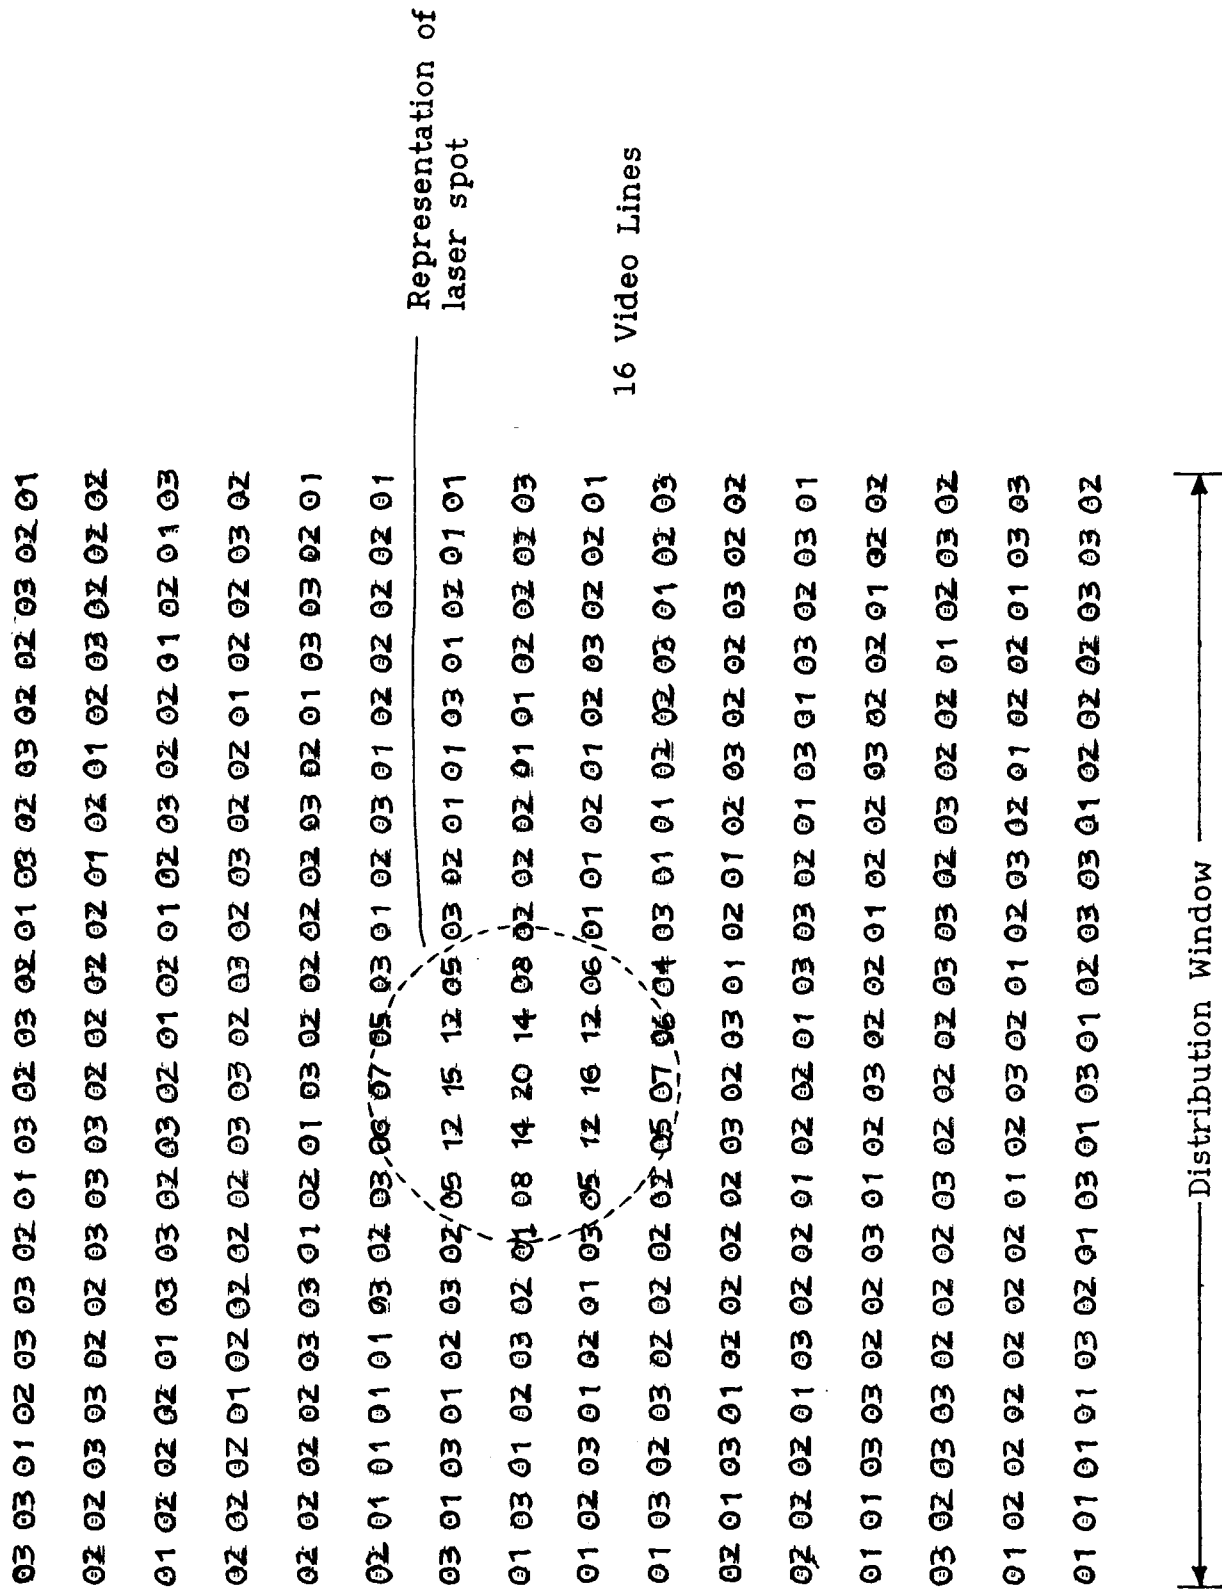 03 03 01 02 03 03 02 01 03 02 03 02 01 03 02 03 02 02 03 02 01
02 02 03 03 02 02 03 03 03 02 02 02 02 01 02 01 02 03 02 02 02
01 02 02 02 01 03 03 02 03 02 01 02 01 02 03 02 02 01 02 01 03
02 02 02 01 02 02 02 02 03 03 02 03 02 03 02 02 01 02 02 03 02
02 02 02 02 03 03 01 02 01 03 02 02 02 02 03 02 01 03 03 02 01
02 01 01 01 01 03 02 03 06 07 05 03 01 02 03 01 02 02 02 02 01
03 01 03 01 02 03 02 05 12 15 12 05 03 02 01 01 03 01 02 01 01
Representation of
laser spot
01 03 01 02 03 02 01 08 14 20 14 08 02 02 02 01 01 02 02 02 03
01 02 03 01 02 01 03 05 12 16 12 06 01 01 02 01 02 03 02 02 01
16 Video Lines
01 03 02 03 02 02 02 02 05 07 06 04 03 01 01 02 02 03 01 02 03
02 01 03 01 02 02 02 02 03 02 03 01 02 01 02 03 02 02 03 02 02
02 02 02 01 03 02 02 01 02 02 01 03 03 02 01 03 01 03 02 03 01
01 01 03 03 02 02 03 01 02 03 02 02 01 02 02 03 02 02 01 02 02
03 02 03 03 02 02 02 03 02 02 02 03 03 02 03 02 02 01 02 03 02
01 02 02 02 02 02 02 01 02 03 02 01 02 03 02 01 02 02 01 03 03
01 01 01 01 03 02 01 03 01 03 01 02 03 03 01 02 02 02 03 03 02
Distribution Window